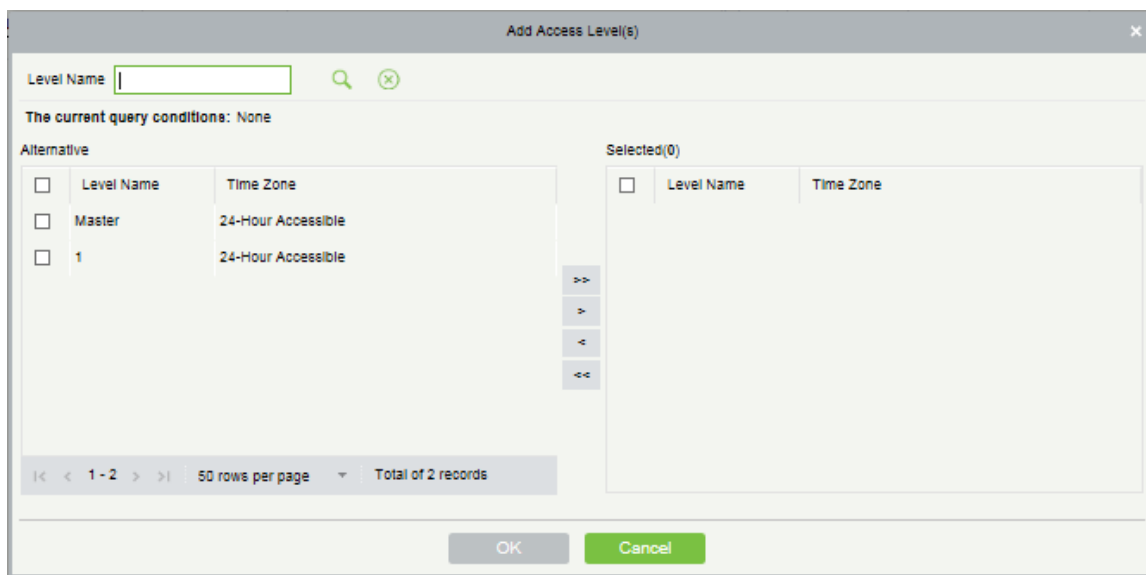 Add Access Level(s)
Level Name
The current query conditions: None
Alternative
Level Name Time Zone
Master 24-Hour Accessible
1 24-Hour Accessible
1 - 2 50 rows per page Total of 2 records
>>
>
<
<<
Selected(0)
Level Name Time Zone
OK Cancel